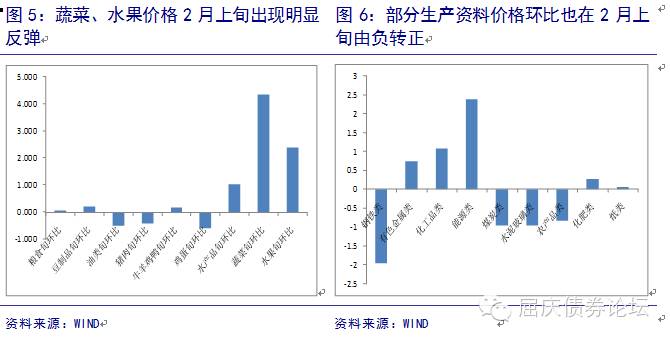 图 5：蔬菜、水果价格 2 月上旬出现明显
反弹
5.000
4.000
3.000
2.000
1.000
0.000
-1.000
粮食旬环比
豆制品旬环比
油类旬环比
猪肉旬环比
牛羊鸡鸭旬环比
鸡蛋旬环比
水产品旬环比
蔬菜旬环比
水果旬环比
资料来源：WIND
图 6：部分生产资料价格环比也在 2 月上
旬由负转正
3
2.5
2
1.5
1
0.5
0
-0.5
-1
-1.5
-2
-2.5
钢铁类
有色金属类
化工品类
能源类
煤炭类
水泥玻璃类
农产品类
化肥类
纸类
资料来源：WIND
屈庆债券论坛